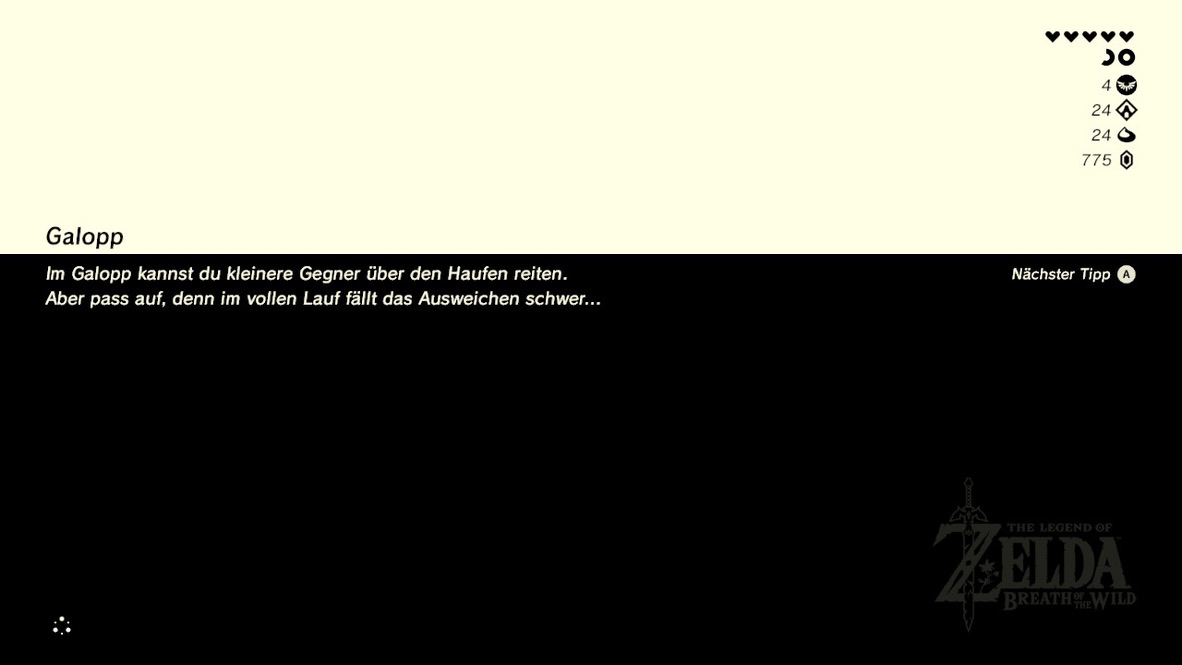 4
24
24
775
Galopp
Im Galopp kannst du kleinere Gegner über den Haufen reiten.
Aber pass auf, denn im vollen Lauf fällt das Ausweichen schwer...
Nächster Tipp A
THE LEGEND OF
ZELDA
BREATH OF THE WILD